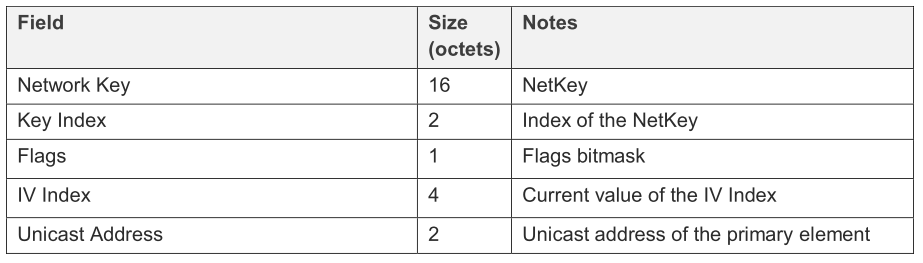 Field Size (octets) Notes
Network Key 16 NetKey
Key Index 2 Index of the NetKey
Flags 1 Flags bitmask
IV Index 4 Current value of the IV Index
Unicast Address 2 Unicast address of the primary element